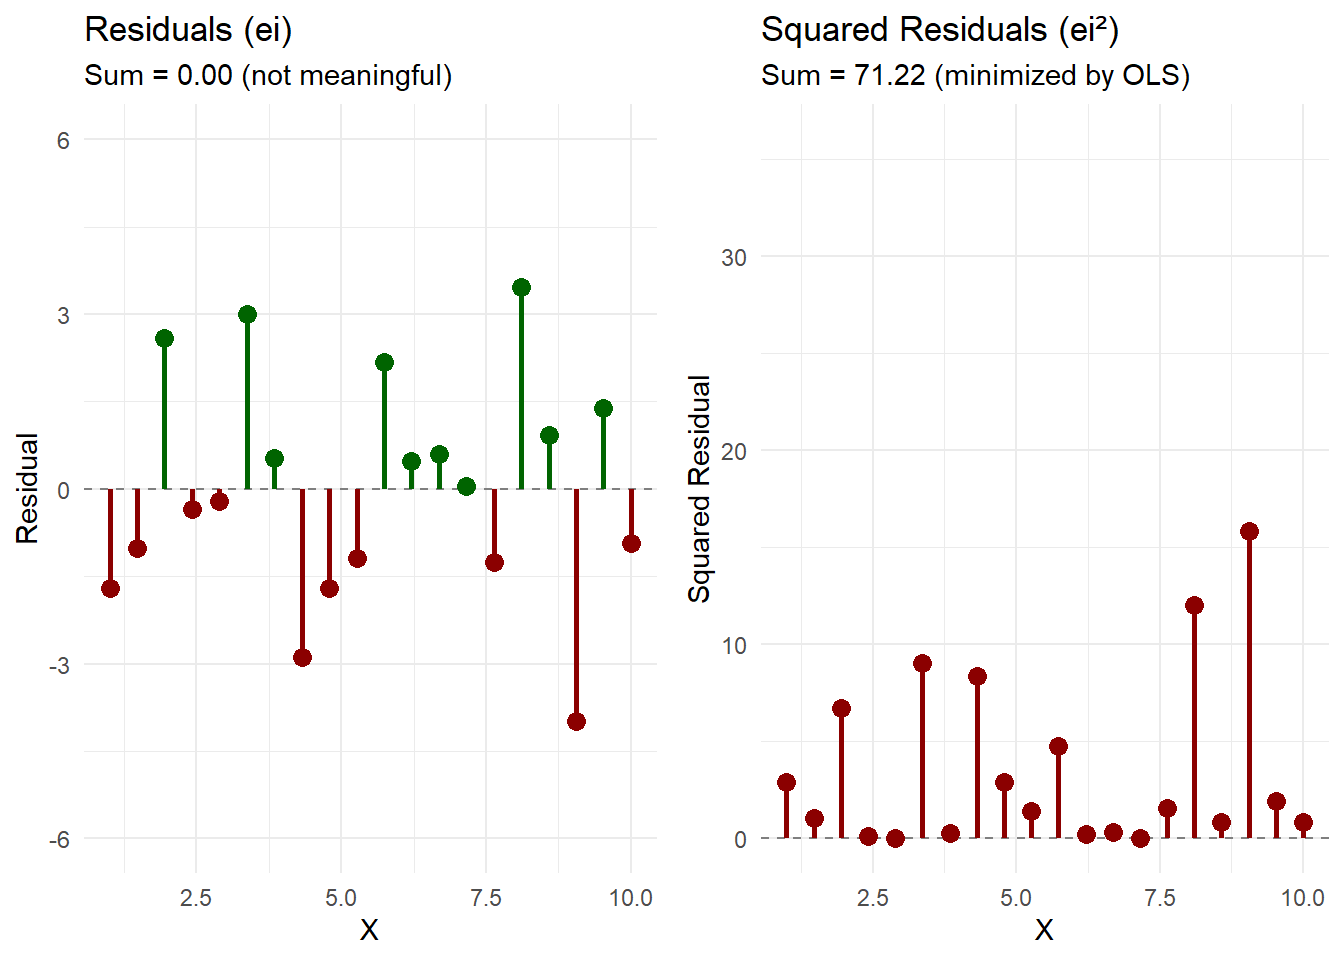 Residuals (ei)
Sum = 0.00 (not meaningful)
6
3
0
-3
-6
Residual
2.5
5.0
7.5
10.0
X
Squared Residuals (ei²)
Sum = 71.22 (minimized by OLS)
30
20
10
0
Squared Residual
2.5
5.0
7.5
10.0
X